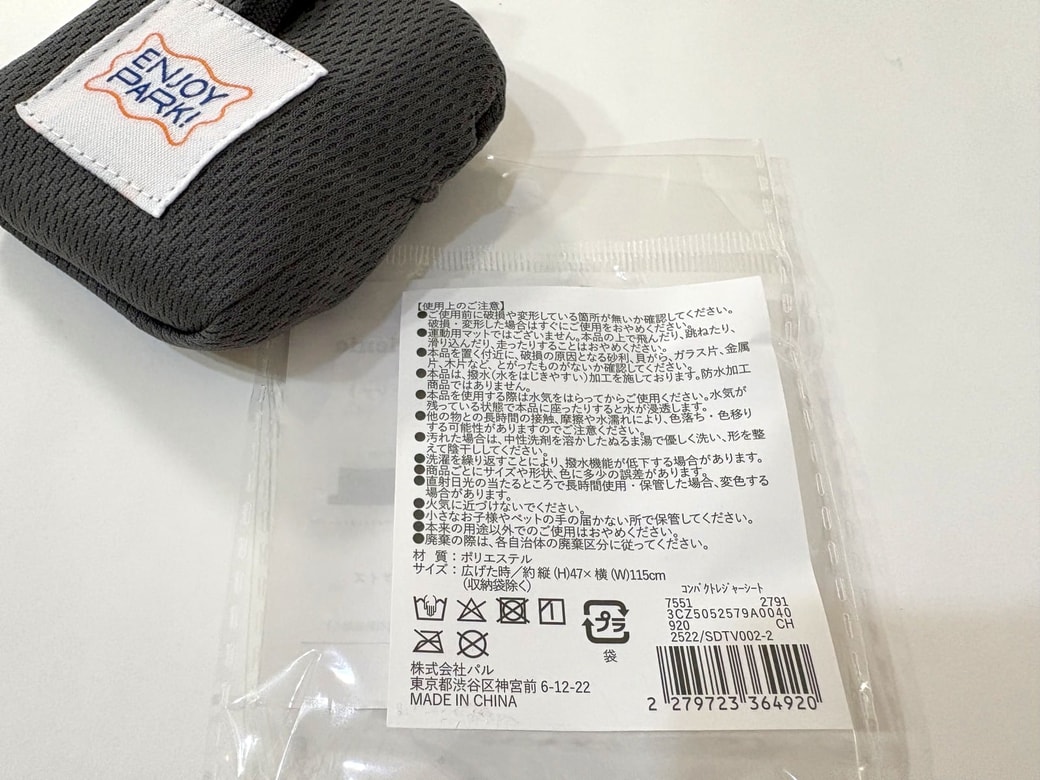 ENJOY
PARK!
【使用上のご注意】
●ご使用前に破損や変形している箇所が無いか確認してください。
破損・変形した場合はすぐにご使用をおやめください。
●運動用マットではございません。本品の上で飛んだり、跳ねたり、
滑り込んだり、走ったりすることはおやめください。
●本品を置く付近に、破損の原因となる砂利、貝がら、ガラス片、金属
片、木片など、とがったものがないか確認してください。
●本品は、撥水(水をはじきやすい)加工を施しております。防水加工
商品ではありません。
●本品を使用する際は水気をはらってからご使用ください。水気が
残っている状態で本品に座ったりすると水が浸透します。
●他の物との長時間の接触、摩擦や水濡れにより、色落ち・色移り
する可能性がありますのでご注意ください。
●汚れた場合は、中性洗剤を溶かしたぬるま湯で優しく洗い、形を整
えて陰干ししてください。
●洗濯を繰り返すことにより、撥水機能が低下する場合があります。
●商品ごとにサイズや形状、色に多少の誤差があります。
●直射日光の当たるところで長時間使用・保管した場合、変色する
場合があります。
●火気に近づけないでください。
●小さなお子様やペットの手の届かない所で保管してください。
●本来の用途以外でのご使用はおやめください。
●廃棄の際は、各自治体の廃棄区分に従ってください。
材 質：ポリエステル
サイズ：広げた時／約 縦(H)47×横(W)115cm
(収納袋除く)
プラ
袋
株式会社パル
東京都渋谷区神宮前 6-12-22
MADE IN CHINA
ｺﾝﾊﾟｸﾄﾚｼﾞｬｰｼｰﾄ
7551 2791
3CZ5052579A0040
920 CH
2522/SDTV002-2
2 279723 364920